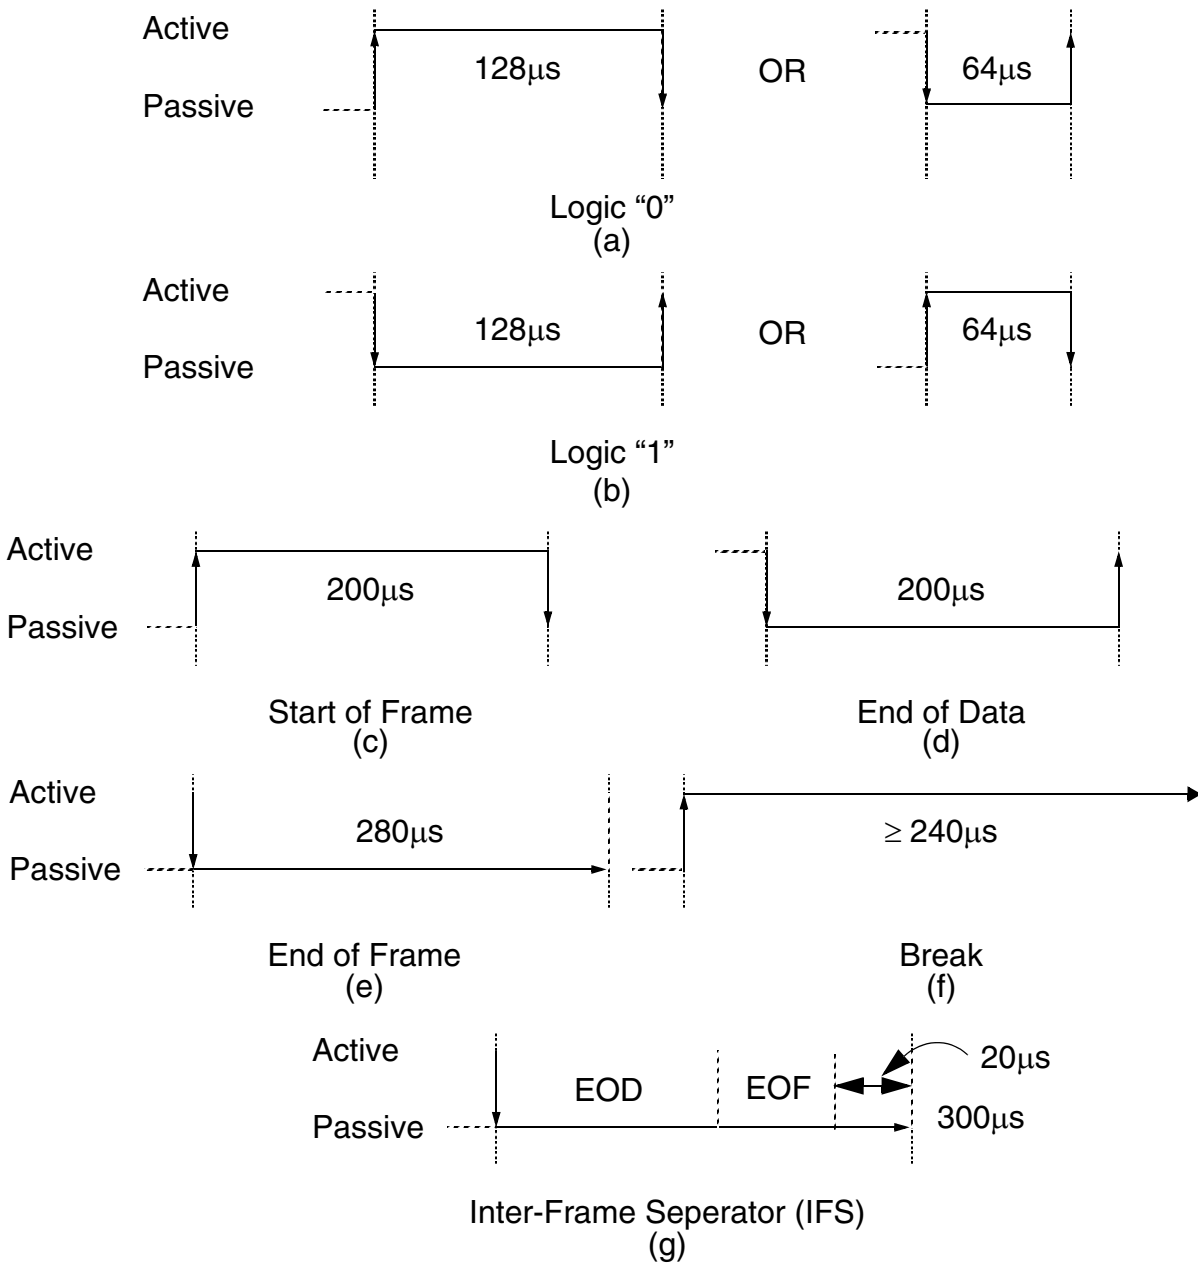 Active
128μs
OR
64μs
Passive
Logic “0”
(a)
Active
128μs
OR
64μs
Passive
Logic “1”
(b)
Active
200μs
200μs
Passive
Start of Frame
(c)
End of Data
(d)
Active
280μs
≥ 240μs
Passive
End of Frame
(e)
Break
(f)
Active
20μs
EOD
EOF
300μs
Passive
Inter-Frame Seperator (IFS)
(g)